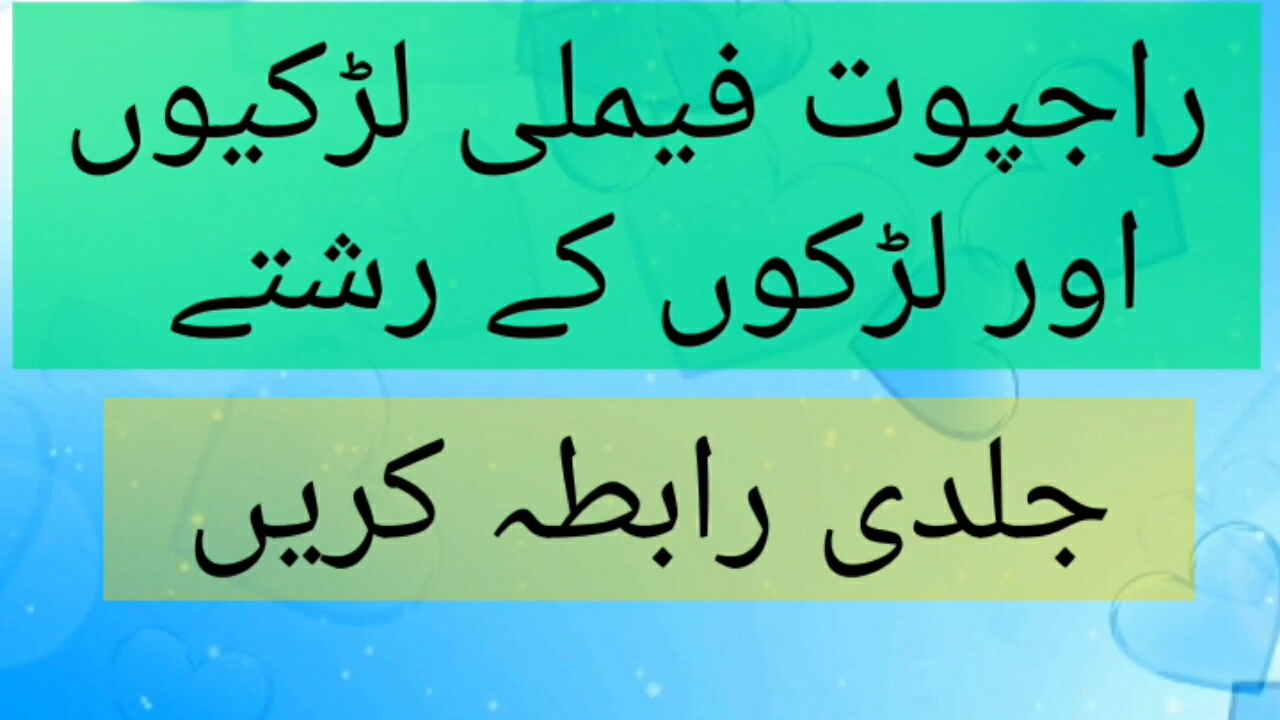 راجپوت فیملی لڑکیوں
اور لڑکوں کے رشتے
جلدی رابطہ کریں